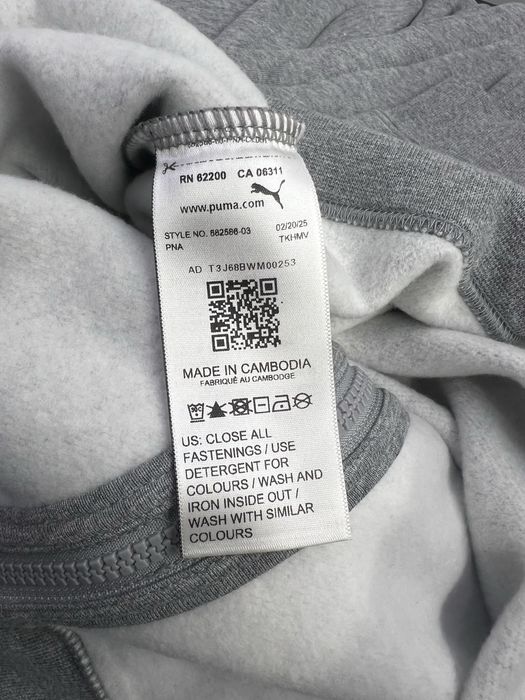 RN 62200 CA 06311
www.puma.com
STYLE NO. 682586-03 02/20/25
PNA TKHMV
AD T3J68BWM00253
MADE IN CAMBODIA
FABRIQUÉ AU CAMBODGE
US: CLOSE ALL
FASTENINGS / USE
DETERGENT FOR
COLOURS / WASH AND
IRON INSIDE OUT /
WASH WITH SIMILAR
COLOURS